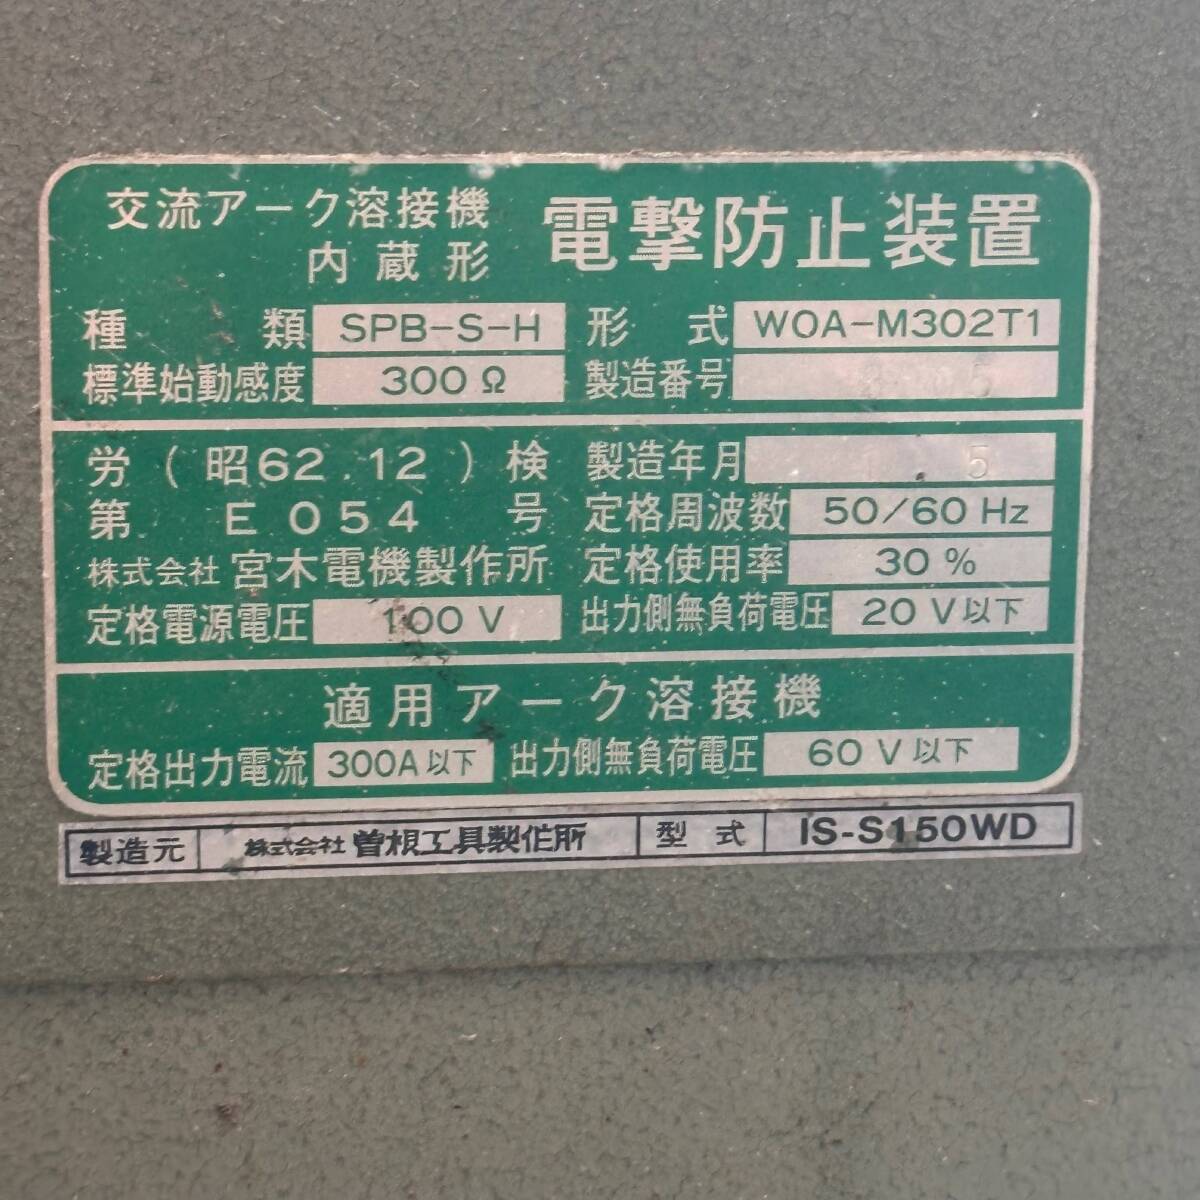 交流アーク溶接機
内蔵形 電撃防止装置
種類 SPB-S-H 形式 WOA-M302T1
標準始動感度 300Ω 製造番号
労(昭62.12)検 製造年月 5
第 E054 号 定格周波数 50/60Hz
株式会社 宮木電機製作所 定格使用率 30%
定格電源電圧 100V 出力側無負荷電圧 20V以下
適用アーク溶接機
定格出力電流 300A以下 出力側無負荷電圧 60V以下
製造元 株式会社 曽根工具製作所 型式 IS-S150WD